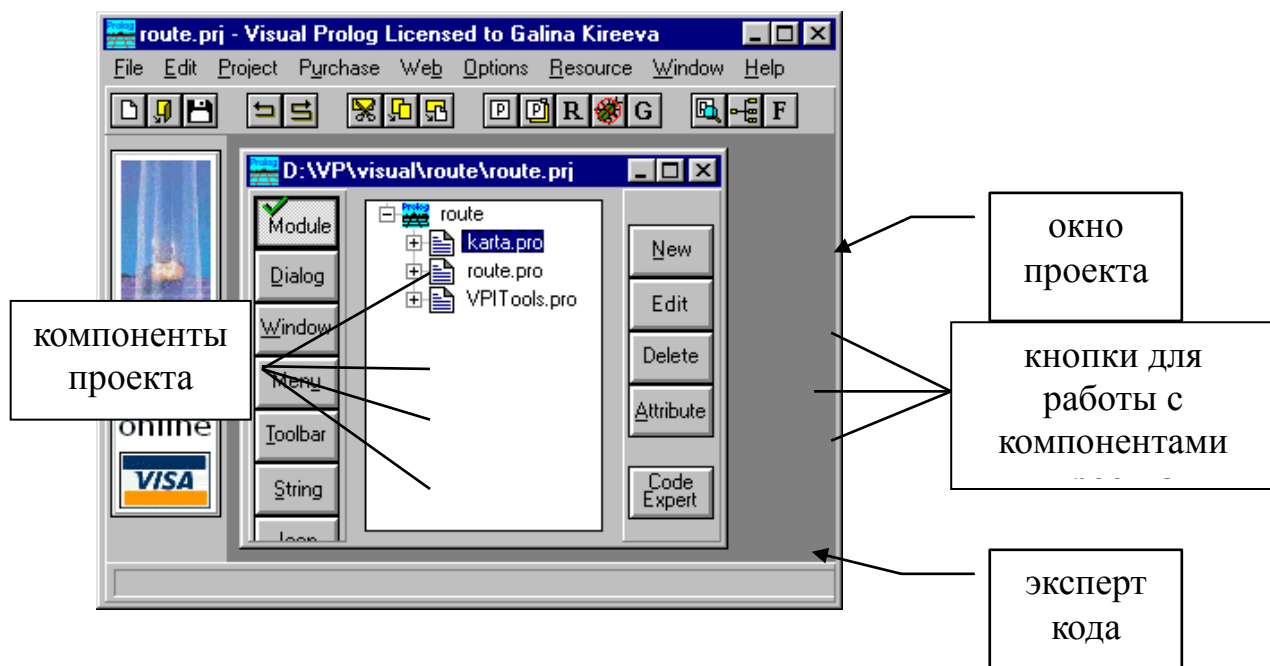 route.prj - Visual Prolog Licensed to Galina Kireeva
File Edit Project Purchase Web Options Resource Window Help
P P R G F
D:\VP\visual\route\route.prj
Module
Dialog
Window
Menu
Toolbar
String
route
karta.pro
route.pro
VPITools.pro
New
Edit
Delete
Attribute
Code
Expert
online
VISA
компоненты
проекта
окно
проекта
кнопки для
работы с
компонентами
эксперт
кода